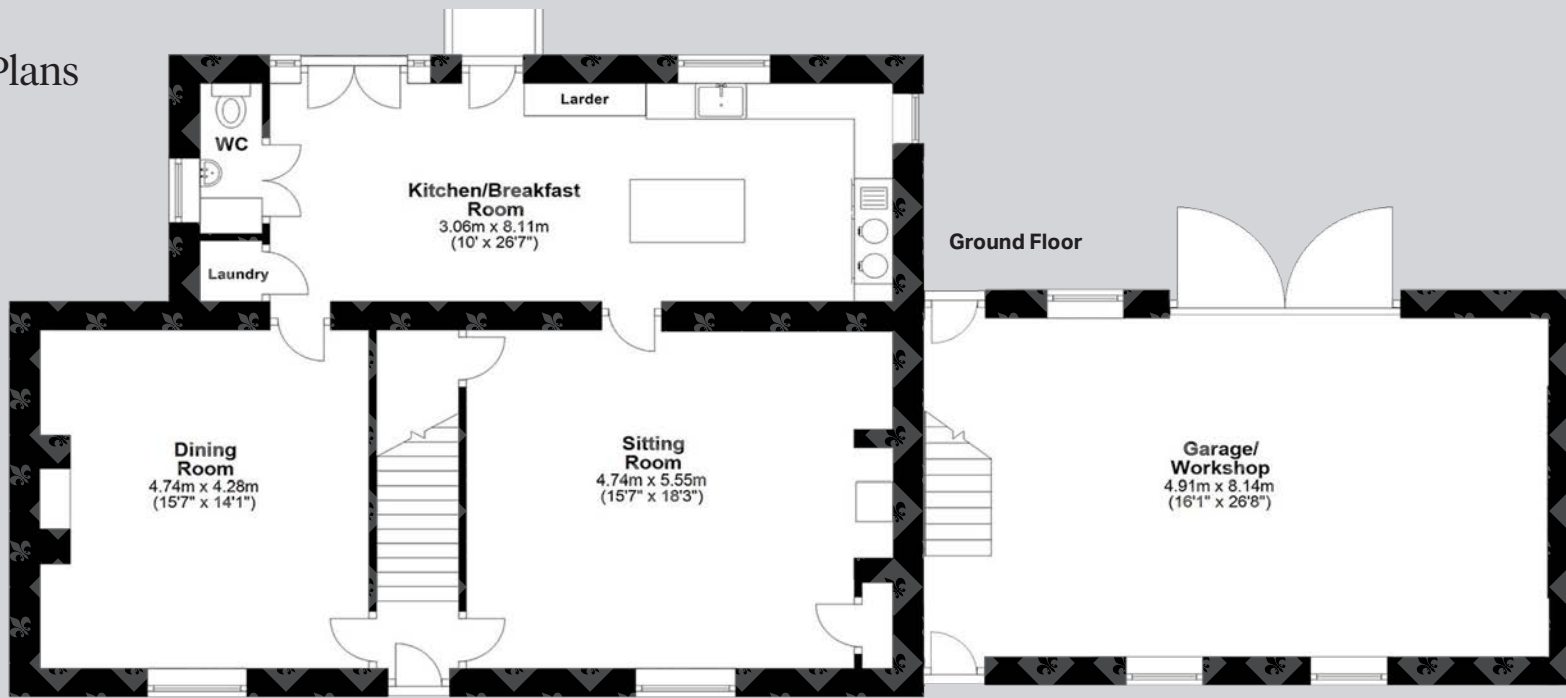 Plans
Larder
WC
Kitchen/Breakfast
Room
3.06m x 8.11m
(10' x 26'7")
Laundry
Ground Floor
Dining
Room
4.74m x 4.28m
(15'7" x 14'1")
Sitting
Room
4.74m x 5.55m
(15'7" x 18'3")
Garage/
Workshop
4.91m x 8.14m
(16'1" x 26'8")